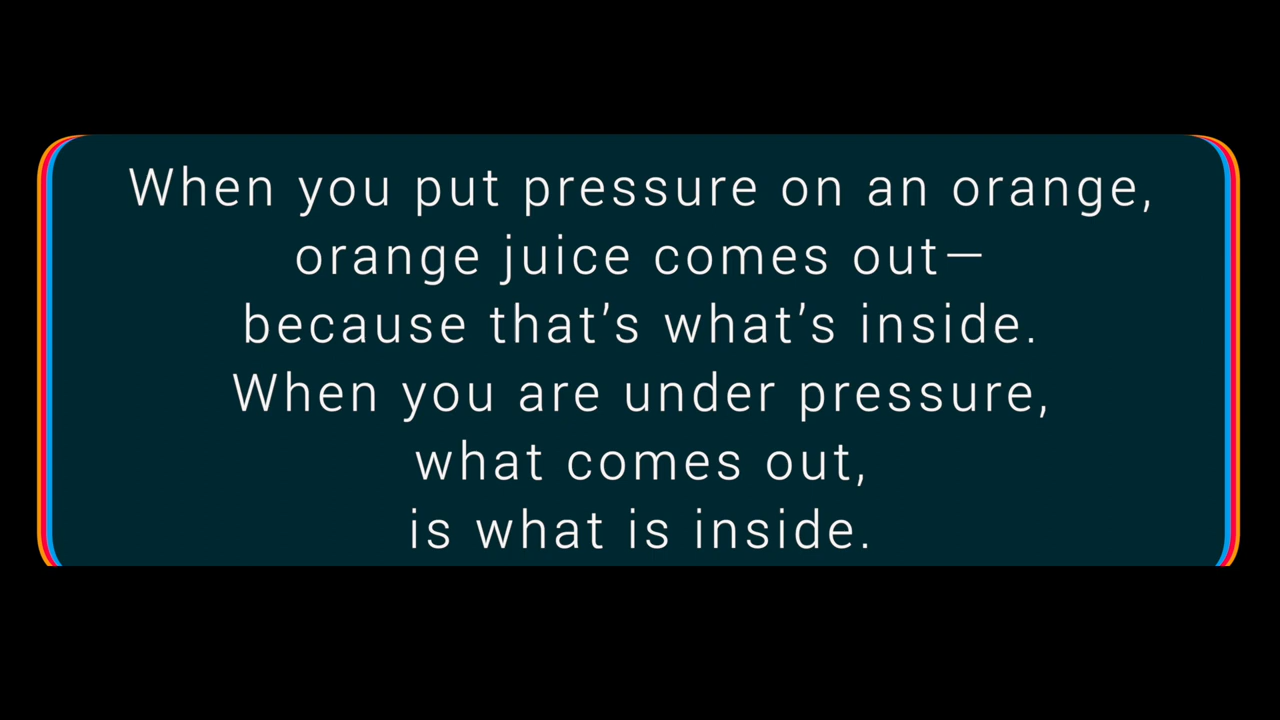 When you put pressure on an orange,
orange juice comes out—
because that’s what’s inside.
When you are under pressure,
what comes out,
is what is inside.